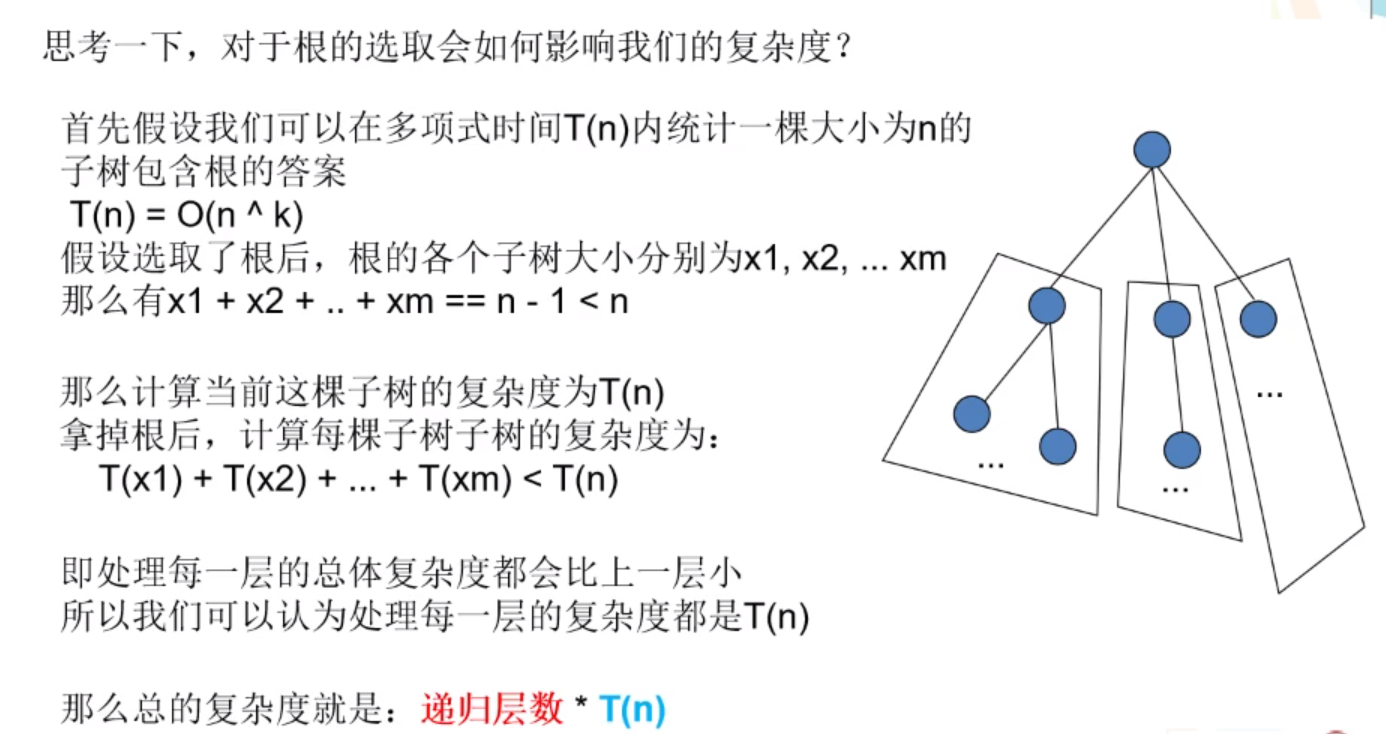 思考一下，对于根的选取会如何影响我们的复杂度？
首先假设我们可以在多项式时间T(n)内统计一棵大小为n的
子树包含根的答案
T(n) = O(n ^ k)
假设选取了根后，根的各个子树大小分别为x1, x2, ... xm
那么有x1 + x2 + .. + xm == n - 1 < n
那么计算当前这棵子树的复杂度为T(n)
拿掉根后，计算每棵子树子树的复杂度为：
T(x1) + T(x2) + ... + T(xm) < T(n)
即处理每一层的总体复杂度都会比上一层小
所以我们可以认为处理每一层的复杂度都是T(n)
那么总的复杂度就是：递归层数 * T(n)
...
...
...